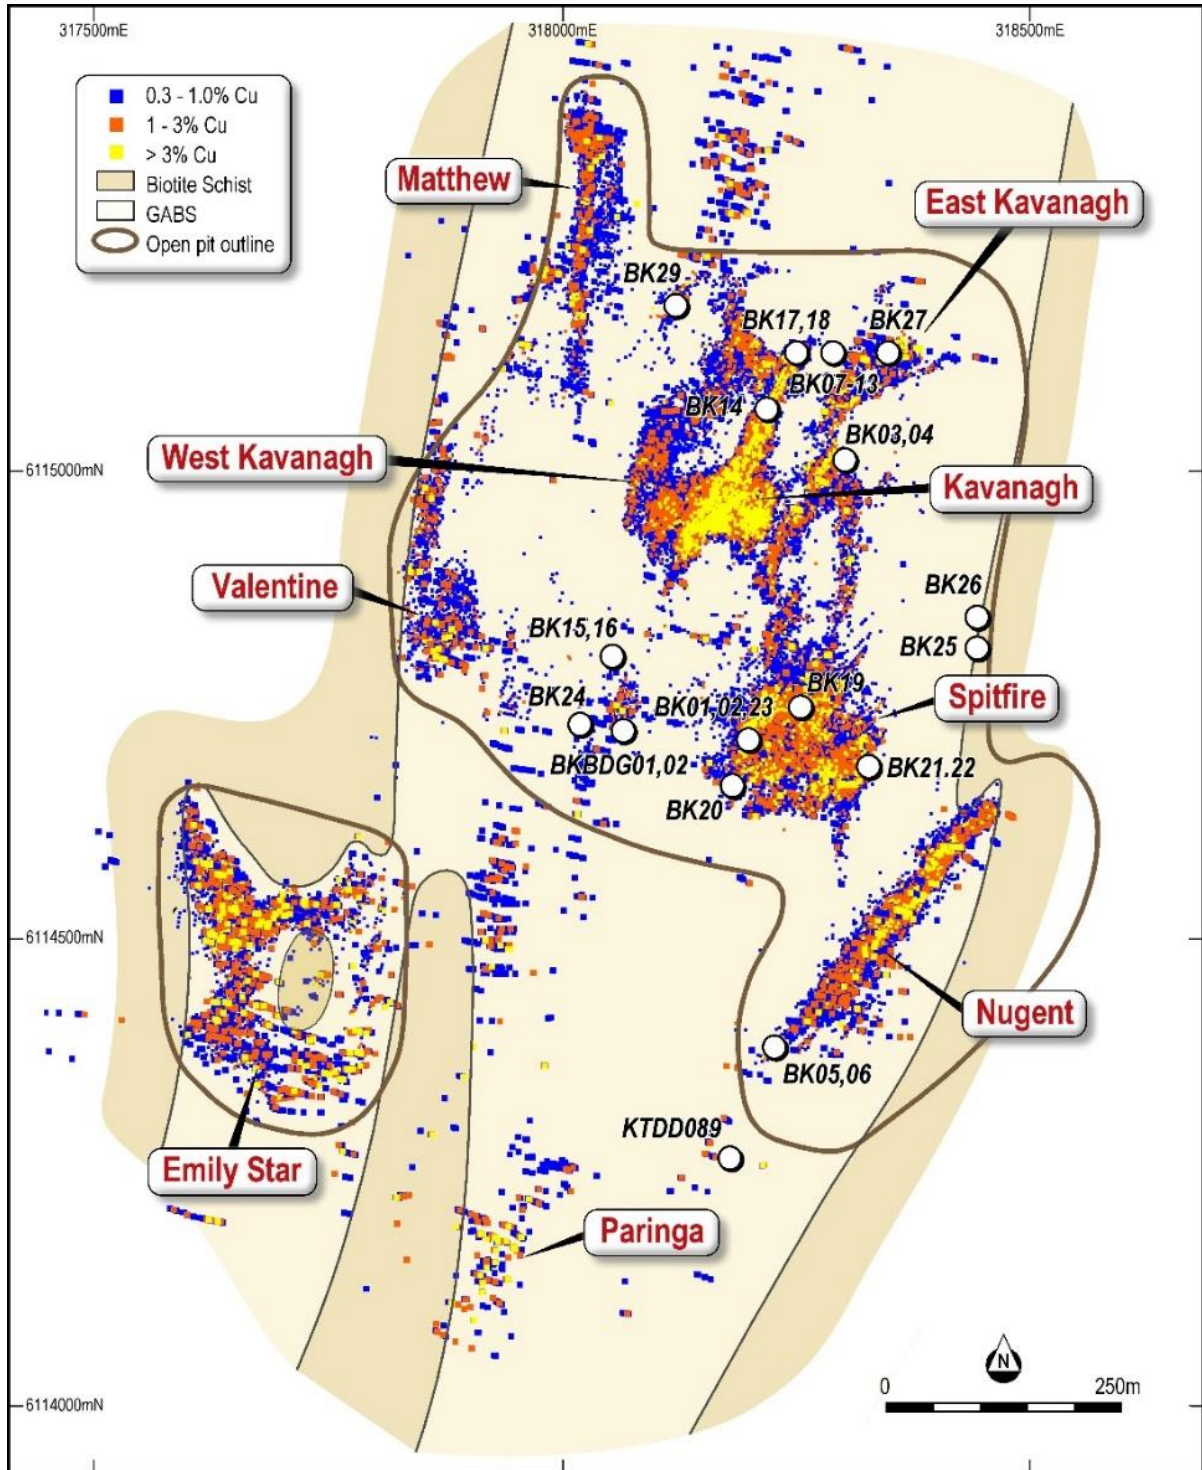 317500mE
318000mE
318500mE
0.3 - 1.0% Cu
1 - 3% Cu
> 3% Cu
Biotite Schist
GABS
Open pit outline
Matthew
East Kavanagh
BK29
BK17,18
BK27
BK07-13
BK14
BK03,04
West Kavanagh
6115000mN
Kavanagh
Valentine
BK26
BK15,16
BK25
BK19
Spitfire
BK24
BK01,02,23
BKBDG01,02
BK21.22
BK20
6114500mN
Nugent
BK05,06
KTDD089
Emily Star
Paringa
N
0
250m
6114000mN